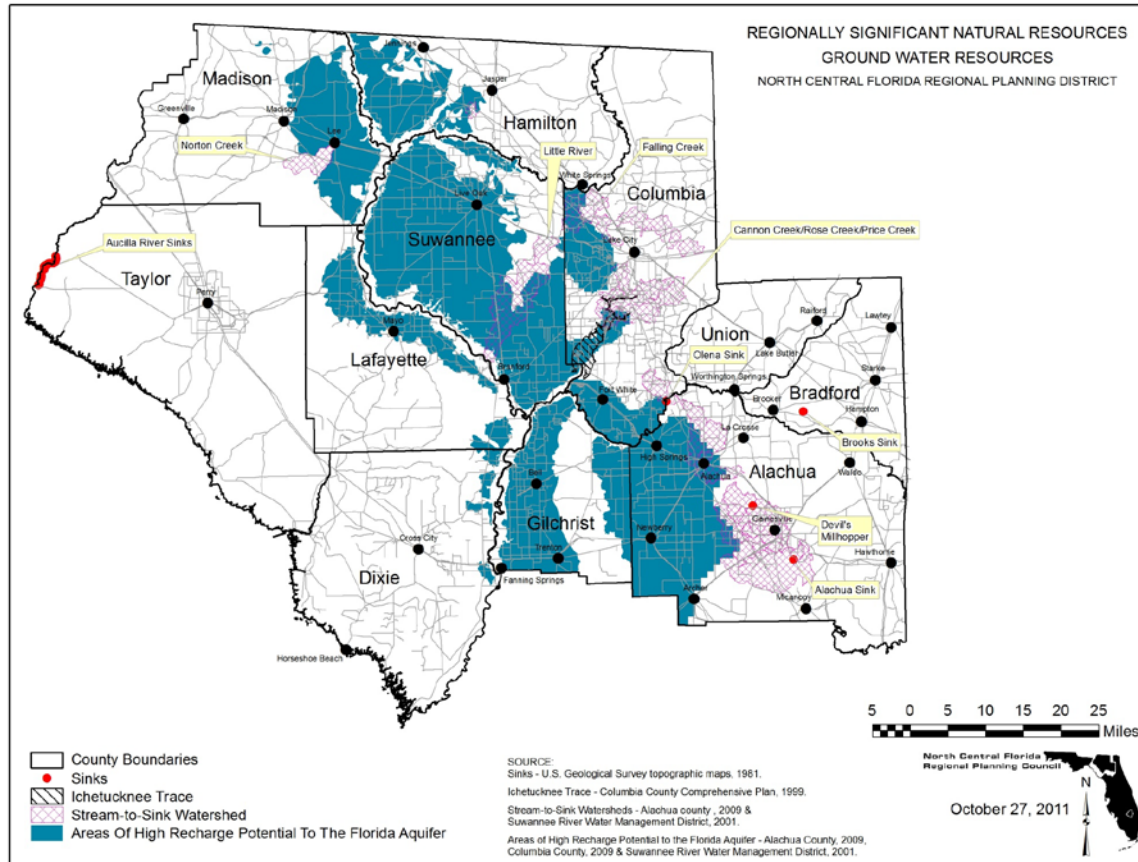 REGIONALLY SIGNIFICANT NATURAL RESOURCES
GROUND WATER RESOURCES
NORTH CENTRAL FLORIDA REGIONAL PLANNING DISTRICT
Jennings
Madison
Jasper
Greenville
Madison
Hamilton
Lee
Norton Creek
Little River
Falling Creek
White Springs
Columbia
Live Oak
Suwannee
Cannon Creek/Rose Creek/Price Creek
Lake City
Aucilla River Sinks
Taylor
Perry
Mayo
Lafayette
Union
Raiford
Lawtey
Lake Butler
Olena Sink
Branford
Worthington Springs
Starke
Fort White
Bradford
Brooker
Hampton
La Crosse
Brooks Sink
High Springs
Alachua
Alachua
Waldo
Bell
Gilchrist
Gainesville
Devil's
Millhopper
Newberry
Cross City
Trenton
Hawthorne
Dixie
Fanning Springs
Archer
Alachua Sink
Micanopy
Horseshoe Beach
5 0 5 10 15 20 25
Miles
County Boundaries
Sinks
Ichetucknee Trace
Stream-to-Sink Watershed
Areas Of High Recharge Potential To The Florida Aquifer
SOURCE:
Sinks - U.S. Geological Survey topographic maps, 1981.
Ichetucknee Trace - Columbia County Comprehensive Plan, 1999.
Stream-to-Sink Watersheds - Alachua county , 2009 &
Suwannee River Water Management District, 2001.
Areas of High Recharge Potential to the Florida Aquifer - Alachua County, 2009,
Columbia County, 2009 & Suwannee River Water Management District, 2001.
North Central Florida
Regional Planning Council
October 27, 2011
N